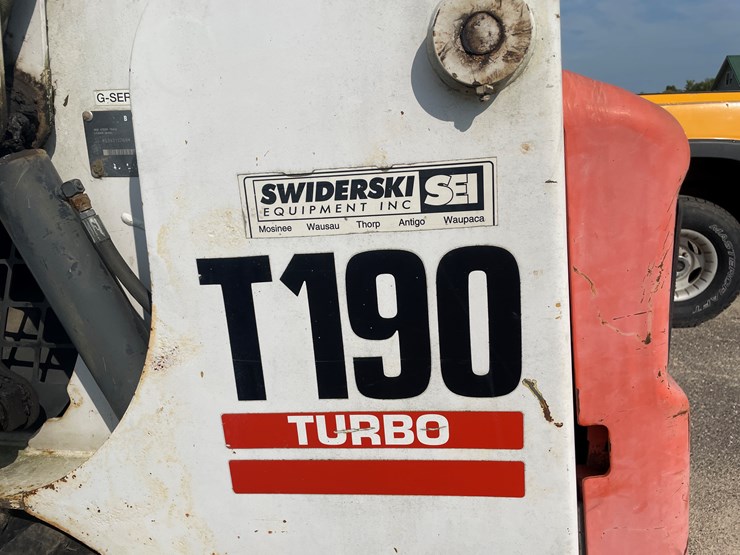 G-SER
SWIDERSKI SEI
EQUIPMENT INC
Mosinee Wausau Thorp Antigo Waupaca
T190
TURBO